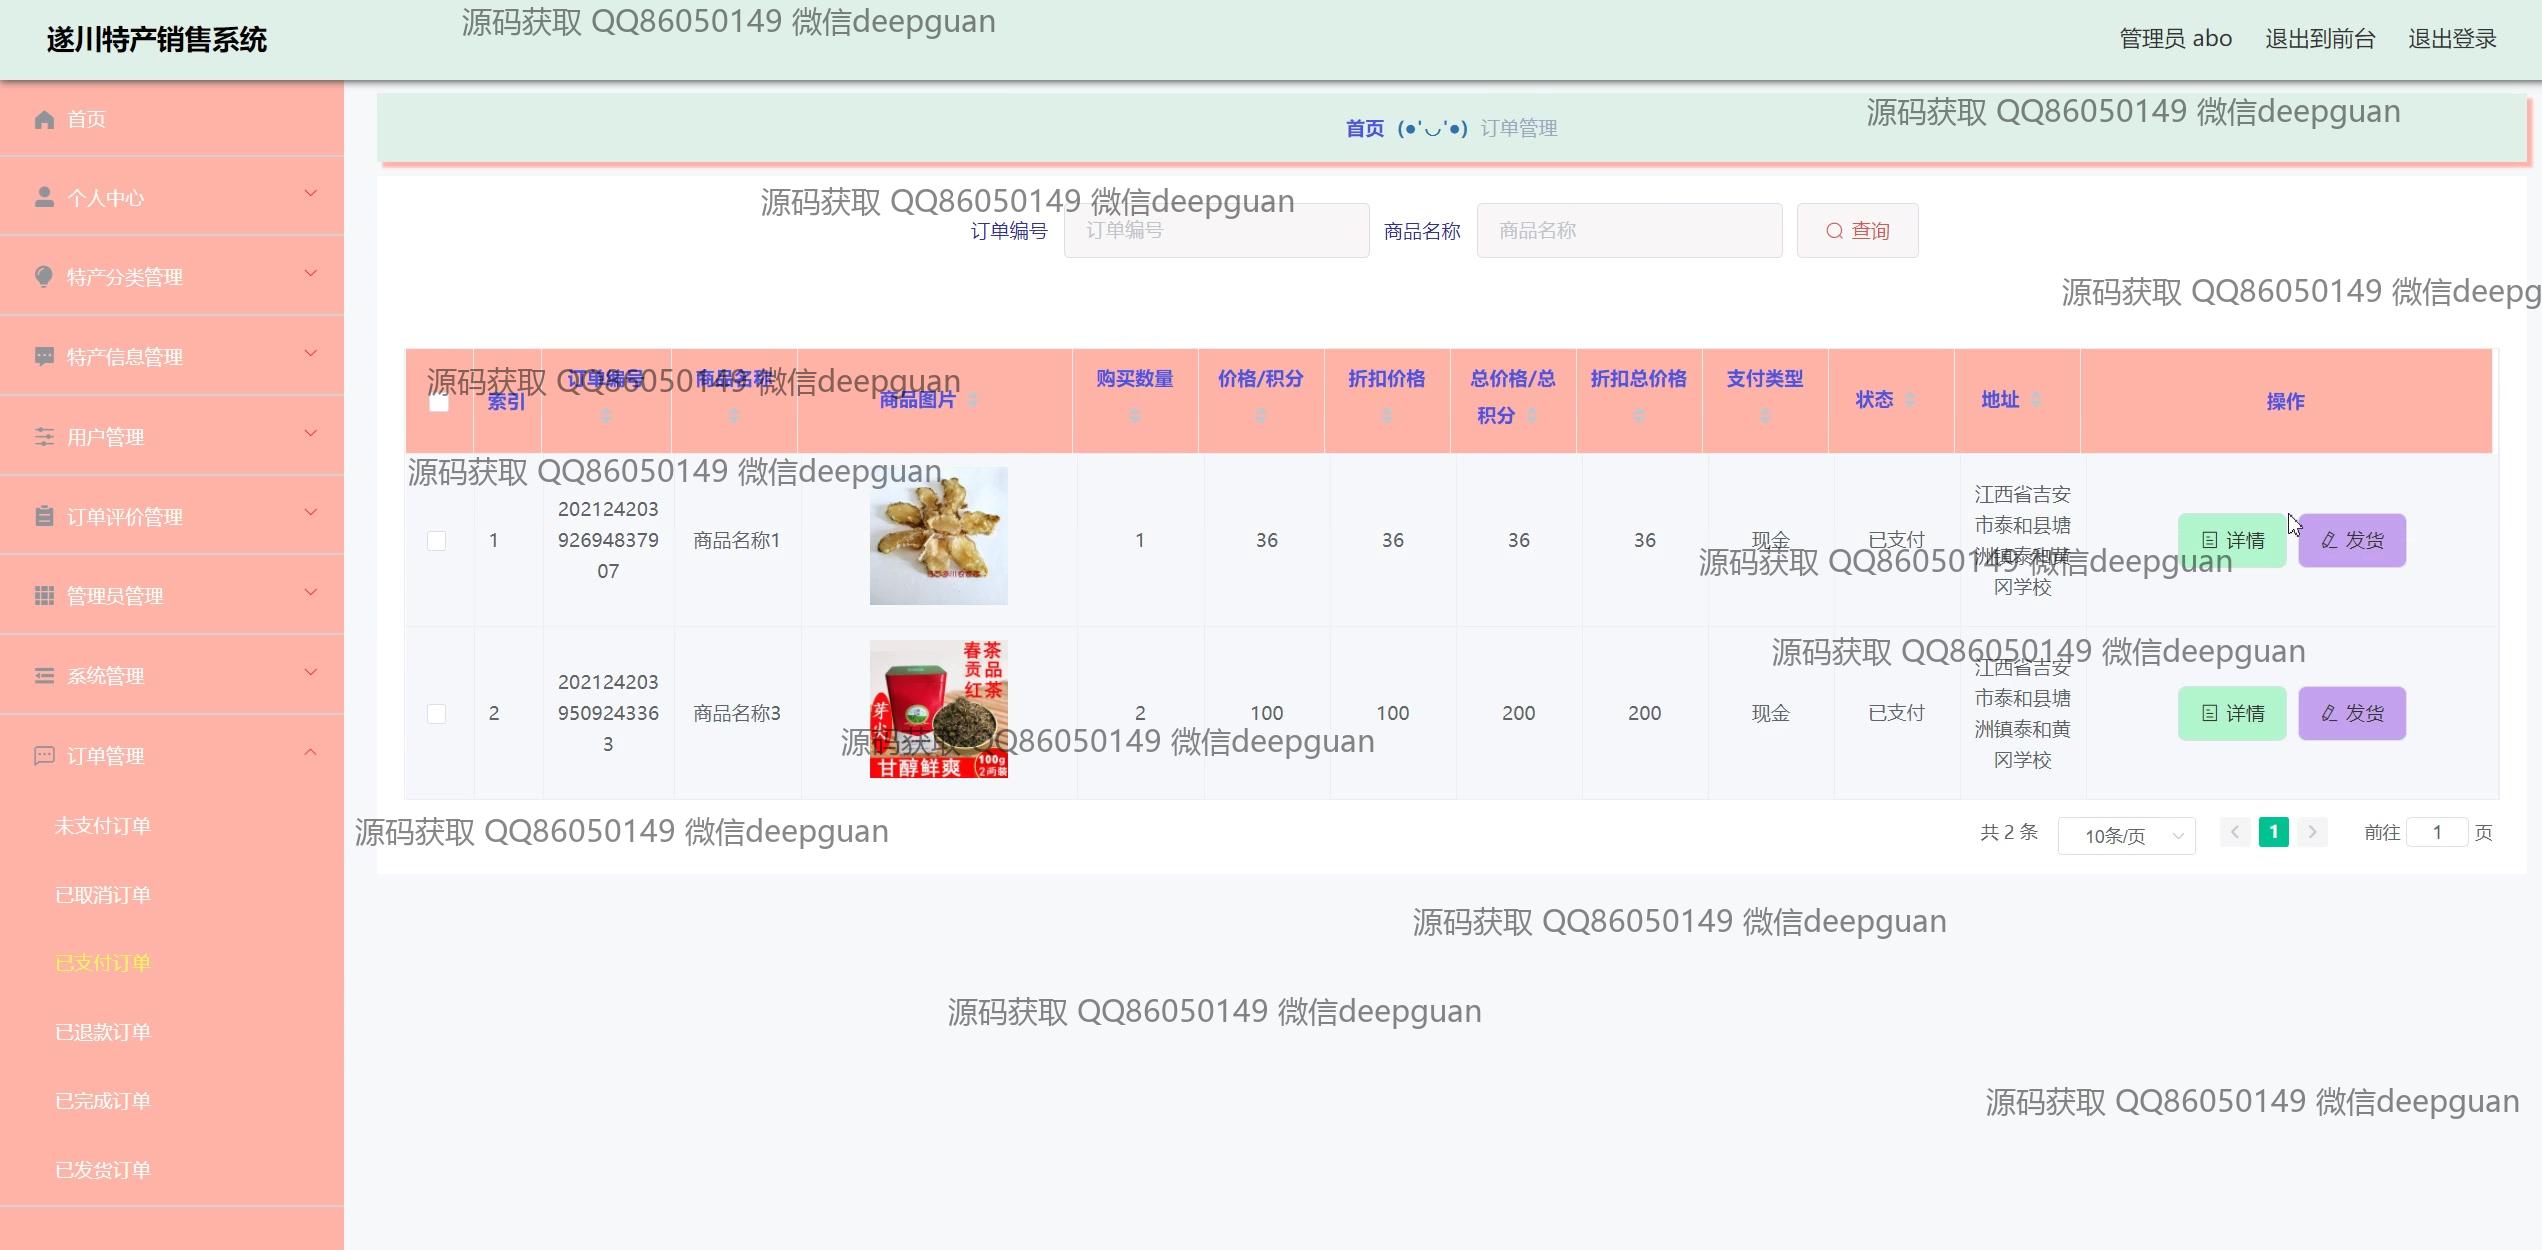 遂川特产销售系统
源码获取 QQ86050149 微信deepguan
管理员 abo 退出到前台 退出登录
首页
个人中心
特产分类管理
特产信息管理
用户管理
订单评价管理
管理员管理
系统管理
订单管理
未支付订单
已取消订单
已支付订单
已退款订单
已完成订单
已发货订单
首页 (●'◡'●) 订单管理
源码获取 QQ86050149 微信deepguan
源码获取 QQ86050149 微信deepguan
订单编号 订单编号 商品名称 商品名称 查询
源码获取 QQ86050149 微信deepg
源码获取 QQ86050149 微信deepguan
索引 订单编号 商品名称 商品图片 购买数量 价格/积分 折扣价格 总价格/总 折扣总价格 支付类型 状态 地址 操作
积分
源码获取 QQ86050149 微信deepguan
1
202124203
926948379
07
商品名称1
1 36 36 36 36 现金 已支付
江西省吉安
市泰和县塘
洲镇泰和黄
冈学校
详情 发货
源码获取 QQ86050149 微信deepguan
源码获取 QQ86050149 微信deepguan
2
202124203
950924336
3
商品名称3
春茶
贡品
红茶
芽尖
甘醇鲜爽
100g
2两装
2 100 100 200 200 现金 已支付
江西省吉安
市泰和县塘
洲镇泰和黄
冈学校
详情 发货
源码获取 QQ86050149 微信deepguan
源码获取 QQ86050149 微信deepguan
共 2 条 10条/页 1 前往 1 页
源码获取 QQ86050149 微信deepguan
源码获取 QQ86050149 微信deepguan
源码获取 QQ86050149 微信deepguan